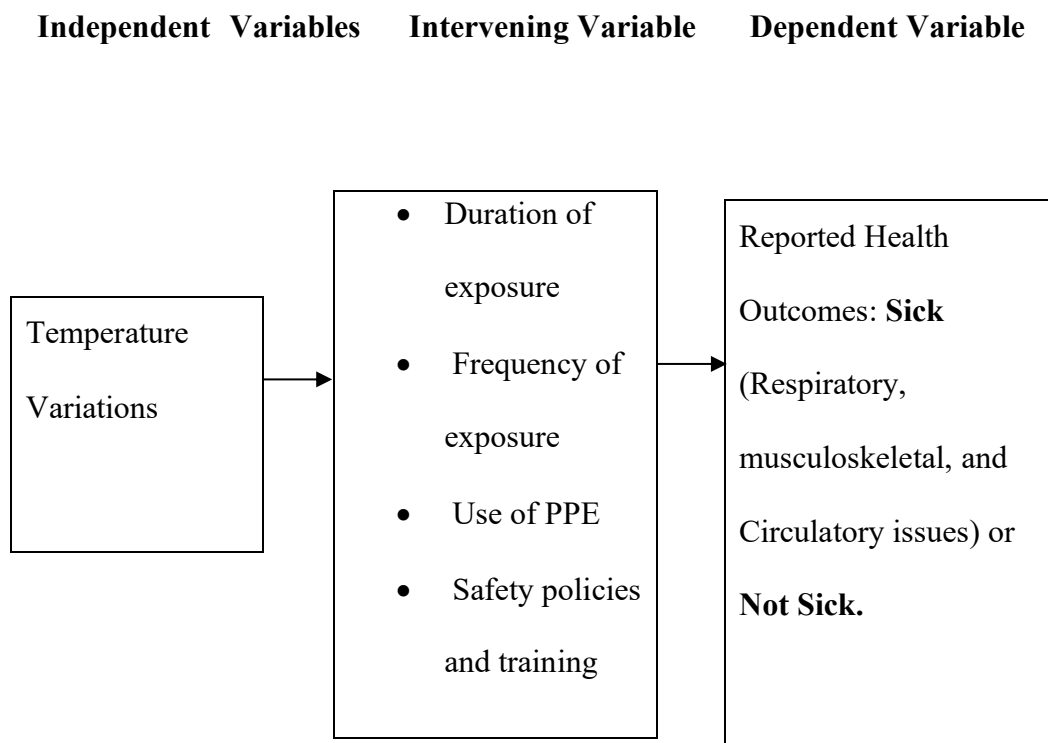 Independent Variables Intervening Variable Dependent Variable
Temperature
Variations
• Duration of
exposure
• Frequency of
exposure
• Use of PPE
• Safety policies
and training
Reported Health
Outcomes: Sick
(Respiratory,
musculoskeletal, and
Circulatory issues) or
Not Sick.